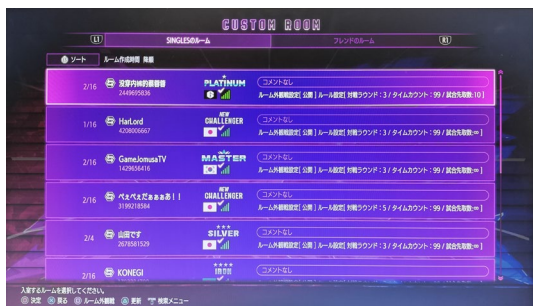 CUSTOM ROOM
L1 SINGLESのルーム フレンドのルーム R1
ソート ルーム作成時間 降順
2/16 PLATINUM コメントなし
2449695836 ルーム外観戦設定[ 公開 ] ルール設定[ 対戦ラウンド:3 / タイムカウント:99 / 試合先取数:10 ]
1/16 HarLord NEW CHALLENGER コメントなし
4208006667 ルーム外観戦設定[ 公開 ] ルール設定[ 対戦ラウンド:3 / タイムカウント:99 / 試合先取数:∞ ]
2/16 GameJomusaTV MASTER コメントなし
1429656416 ルーム外観戦設定[ 公開 ] ルール設定[ 対戦ラウンド:3 / タイムカウント:99 / 試合先取数:∞ ]
2/16 ぺぇぺぇだぁぁぁあ!! NEW CHALLENGER コメントなし
3199218584 ルーム外観戦設定[ 公開 ] ルール設定[ 対戦ラウンド:5 / タイムカウント:99 / 試合先取数:∞ ]
2/4 山田です SILVER コメントなし
2678581529 ルーム外観戦設定[ 公開 ] ルール設定[ 対戦ラウンド:3 / タイムカウント:99 / 試合先取数:∞ ]
2/16 KONEGI IRON コメントなし
入室するルームを選択してください。
決定 戻る ルーム外観戦 更新 検索メニュー